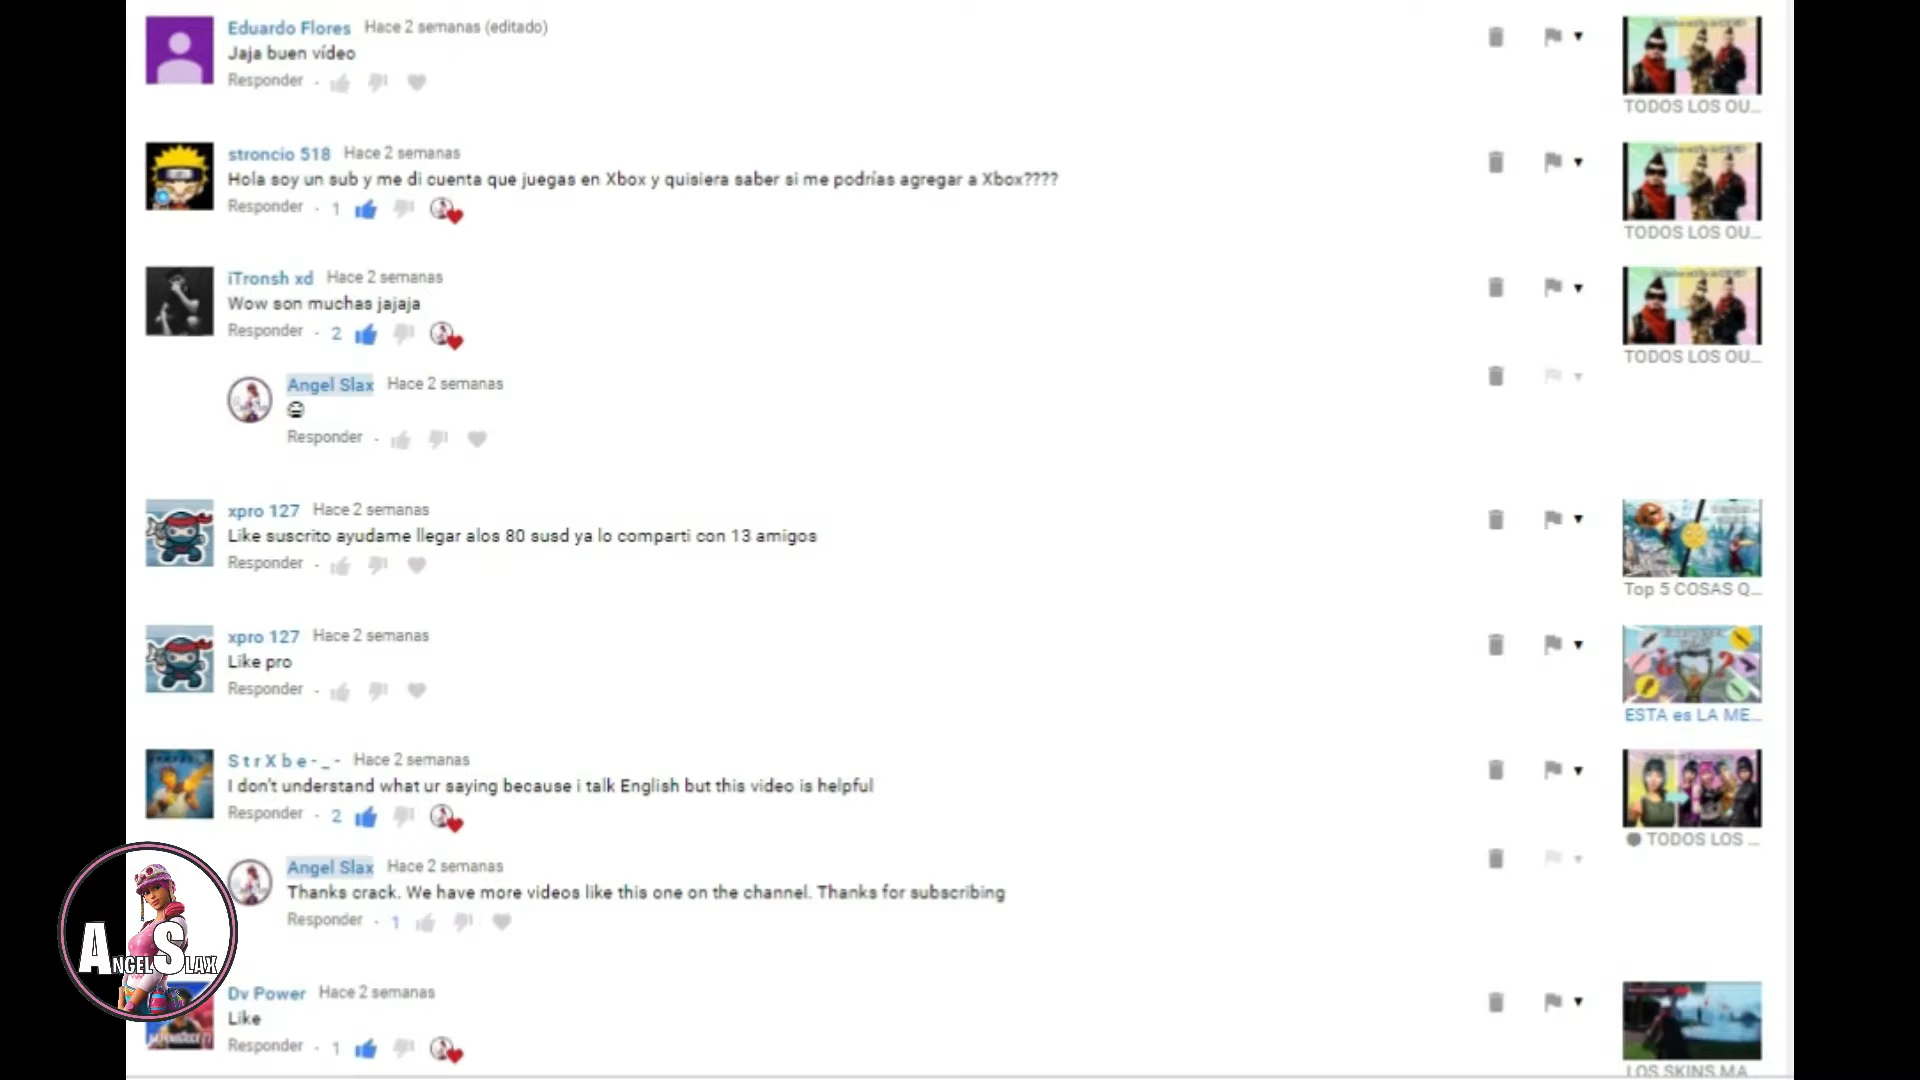 Eduardo Flores Hace 2 semanas (editado)
Jaja buen vídeo
Responder
TODOS LOS OU...
stroncio 518 Hace 2 semanas
Hola soy un sub y me di cuenta que juegas en Xbox y quisiera saber si me podrías agregar a Xbox????
Responder 1
TODOS LOS OU...
iTronsh xd Hace 2 semanas
Wow son muchas jajaja
Responder 2
TODOS LOS OU...
Angel Slax Hace 2 semanas
Responder
xpro 127 Hace 2 semanas
Like suscrito ayudame llegar alos 80 susd ya lo comparti con 13 amigos
Responder
Top 5 COSAS Q...
xpro 127 Hace 2 semanas
Like pro
Responder
ESTA es LA ME...
S t r X b e - _ - Hace 2 semanas
I don't understand what ur saying because i talk English but this video is helpful
Responder 2
TODOS LOS ...
Angel Slax Hace 2 semanas
Thanks crack. We have more videos like this one on the channel. Thanks for subscribing
Responder 1
ANGEL SLAX
Dv Power Hace 2 semanas
Like
Responder 1
LOS SKINS MA